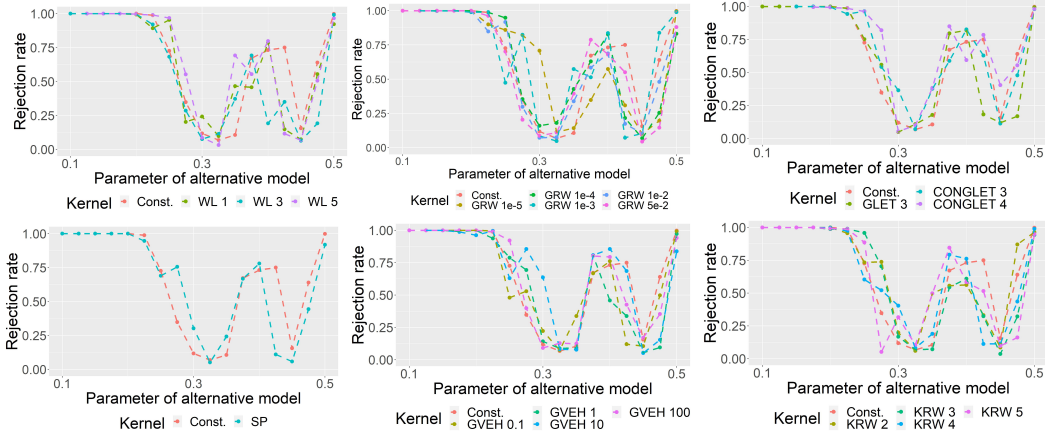 Rejection rate
1.00
0.75
0.50
0.25
0.00
0.1 0.3 0.5
Parameter of alternative model
Kernel Const. WL 1 WL 3 WL 5
Rejection rate
1.00
0.75
0.50
0.25
0.00
0.1 0.3 0.5
Parameter of alternative model
Kernel Const. GRW 1e-4 GRW 1e-2
GRW 1e-5 GRW 1e-3 GRW 5e-2
Rejection rate
1.00
0.75
0.50
0.25
0.00
0.1 0.3 0.5
Parameter of alternative model
Kernel Const. CONGLET 3
GLET 3 CONGLET 4
Rejection rate
1.00
0.75
0.50
0.25
0.00
0.1 0.3 0.5
Parameter of alternative model
Kernel Const. SP
Rejection rate
1.00
0.75
0.50
0.25
0.00
0.1 0.3 0.5
Parameter of alternative model
Kernel Const. GVEH 1 GVEH 100
GVEH 0.1 GVEH 10
Rejection rate
1.00
0.75
0.50
0.25
0.00
0.1 0.3 0.5
Parameter of alternative model
Kernel Const. KRW 3 KRW 5
KRW 2 KRW 4